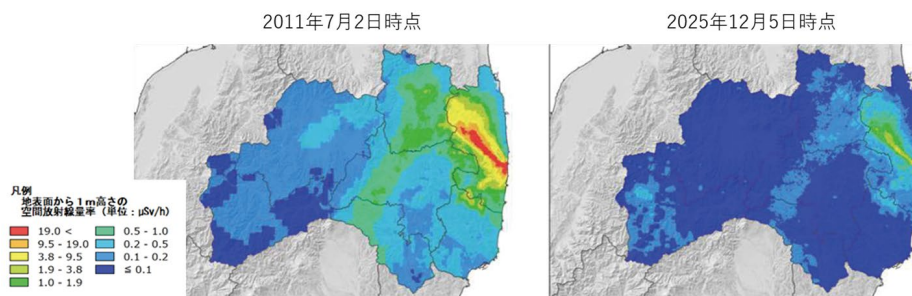 2011年7月2日時点
2025年12月5日時点
凡例
地表面から1m高さの
空間放射線量率（単位：μSv/h）
19.0 <
9.5 - 19.0
3.8 - 9.5
1.9 - 3.8
1.0 - 1.9
0.5 - 1.0
0.2 - 0.5
0.1 - 0.2
≦ 0.1